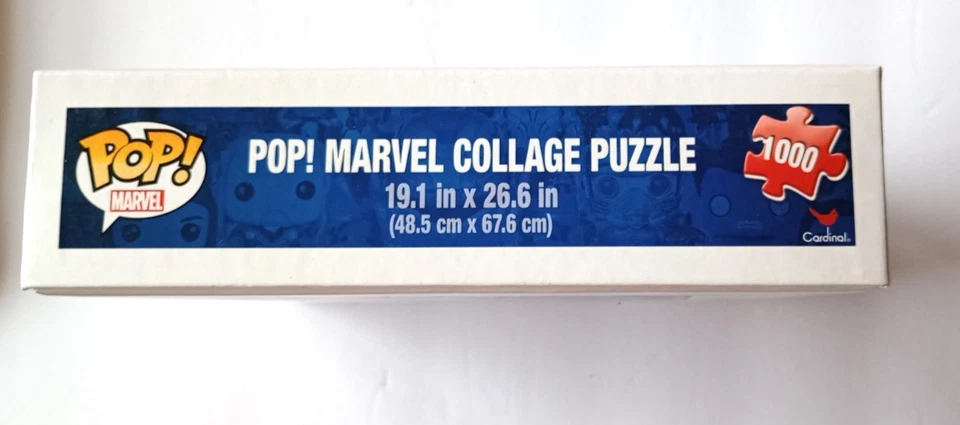 POP!
MARVEL
POP! MARVEL COLLAGE PUZZLE
19.1 in x 26.6 in
(48.5 cm x 67.6 cm)
1000
Cardinal®